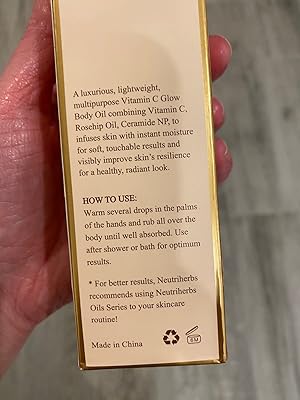 A luxurious, lightweight,
multipurpose Vitamin C Glow
Body Oil combining Vitamin C,
Rosehip Oil, Ceramide NP, to
infuses skin with instant moisture
for soft, touchable results and
visibly improve skin's resilience
for a healthy, radiant look.
HOW TO USE:
Warm several drops in the palms
of the hands and rub all over the
body until well absorbed. Use
after shower or bath for optimum
results.
* For better results, Neutriherbs
recommends using Neutriherbs
Oils Series to your skincare
routine!
Made in China